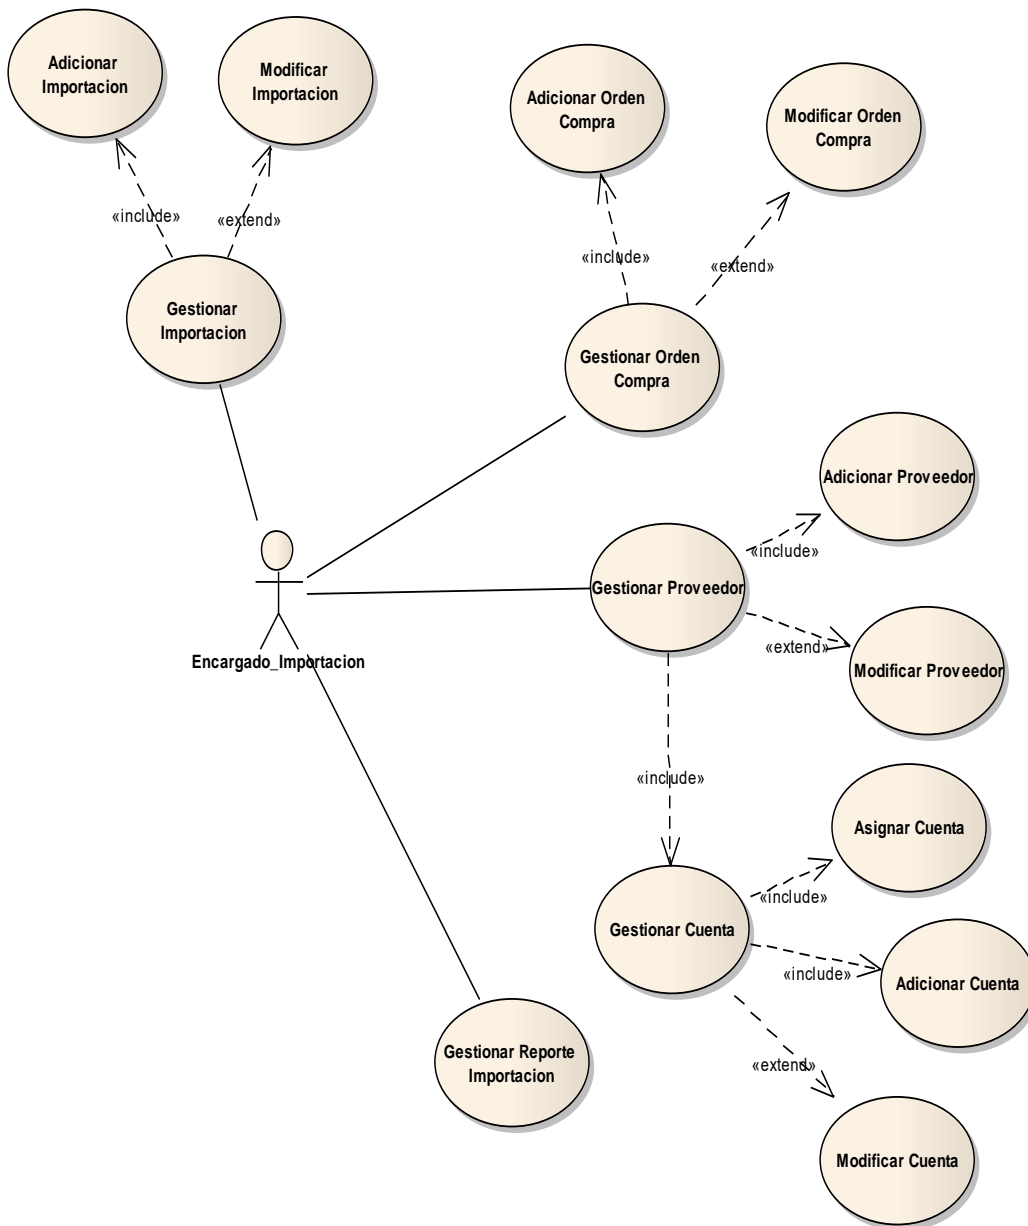 Adicionar
Importacion
Modificar
Importacion
Adicionar Orden
Compra
Modificar Orden
Compra
«include»
«extend»
«include»
«extend»
Gestionar
Importacion
Gestionar Orden
Compra
Adicionar Proveedor
«include»
Gestionar Proveedor
«extend»
Modificar Proveedor
Encargado_Importacion
«include»
Asignar Cuenta
«include»
Gestionar Cuenta
«include»
Adicionar Cuenta
Gestionar Reporte
Importacion
«extend»
Modificar Cuenta